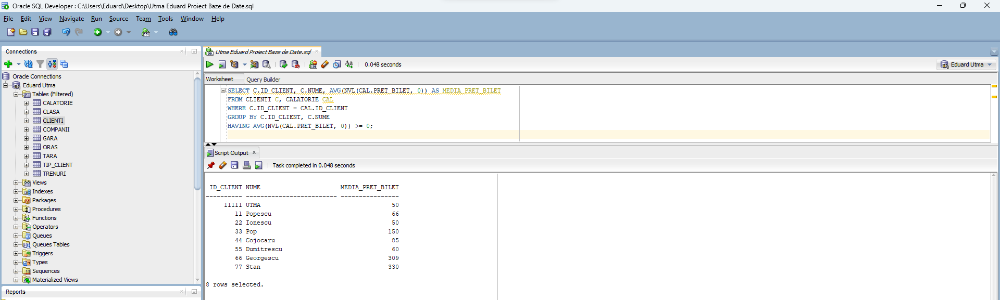 Oracle SQL Developer : C:\Users\Eduard\Desktop\Utma Eduard Proiect Baze de Date.sql
File Edit View Navigate Run Source Team Tools Window Help
Connections
Oracle Connections
Eduard Utma
Tables (Filtered)
CALATORIE
CLASA
CLIENTI
COMPANII
GARA
ORAS
TARA
TIP_CLIENT
TRENURI
Views
Indexes
Packages
Procedures
Functions
Operators
Queues
Queues Tables
Triggers
Types
Sequences
Materialized Views
Reports
Utma Eduard Proiect Baze de Date.sql
0.048 seconds
Eduard Utma
Worksheet Query Builder
SELECT C.ID_CLIENT, C.NUME, AVG(NVL(CAL.PRET_BILET, 0)) AS MEDIA_PRET_BILET
FROM CLIENTI C, CALATORIE CAL
WHERE C.ID_CLIENT = CAL.ID_CLIENT
GROUP BY C.ID_CLIENT, C.NUME
HAVING AVG(NVL(CAL.PRET_BILET, 0)) >= 0;
Script Output
Task completed in 0.048 seconds
ID_CLIENT NUME MEDIA_PRET_BILET
---------- ------------------------- ----------------
11111 UTMA 50
11 Popescu 66
22 Ionescu 50
33 Pop 150
44 Cojocaru 85
55 Dumitrescu 60
66 Georgescu 309
77 Stan 330
8 rows selected.